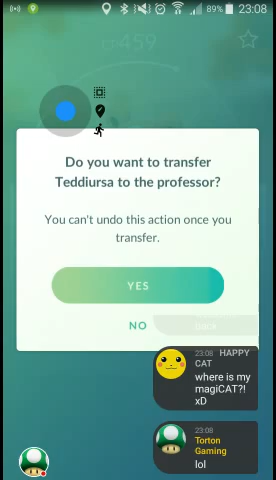 89% 23:08
CP459
Do you want to transfer
Teddiursa to the professor?
You can't undo this action once you
transfer.
YES
NO
back
23:08 HAPPY
CAT
where is my
magiCAT?!
xD
23:08
Torton
Gaming
lol